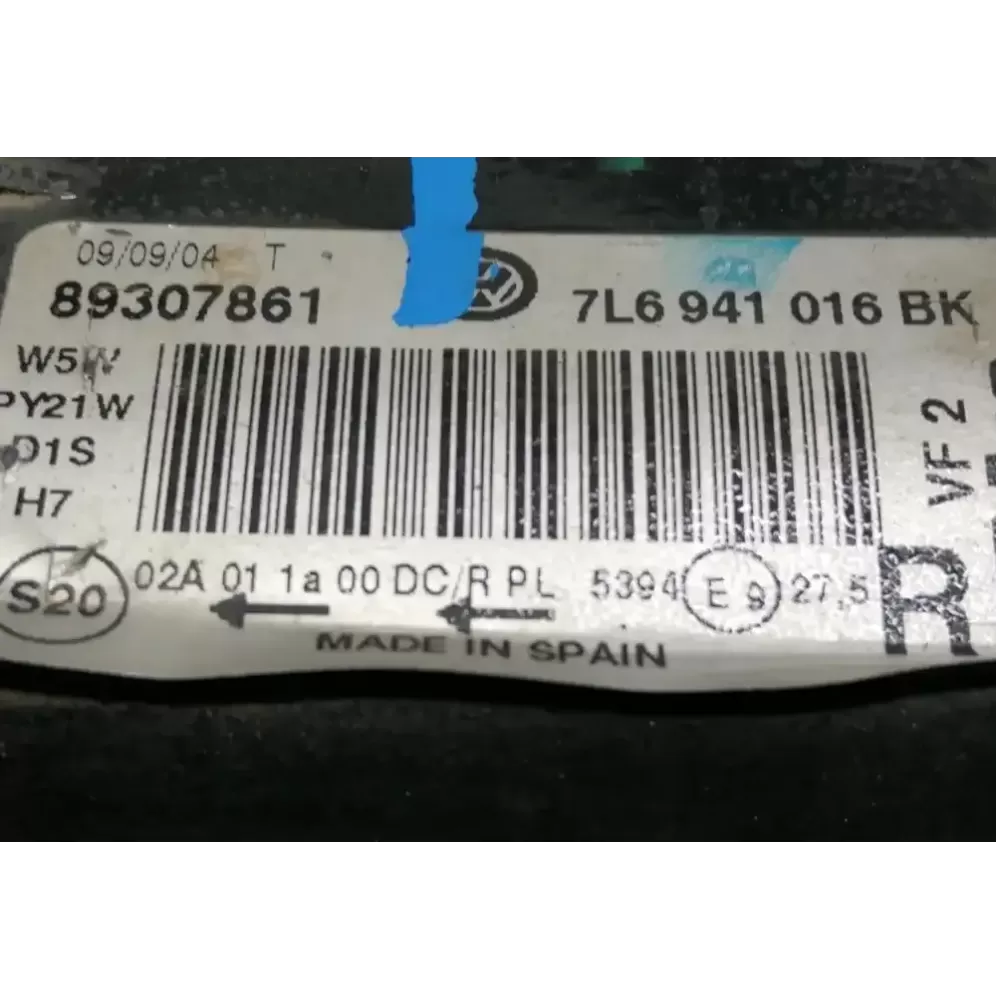 09/09/04 T
89307861 7L6 941 016 BK
W5W
PY21W
D1S
H7
VF 2
R
S20 02A 01 1a 00 DC/R PL 5394 E 9 27,5
MADE IN SPAIN